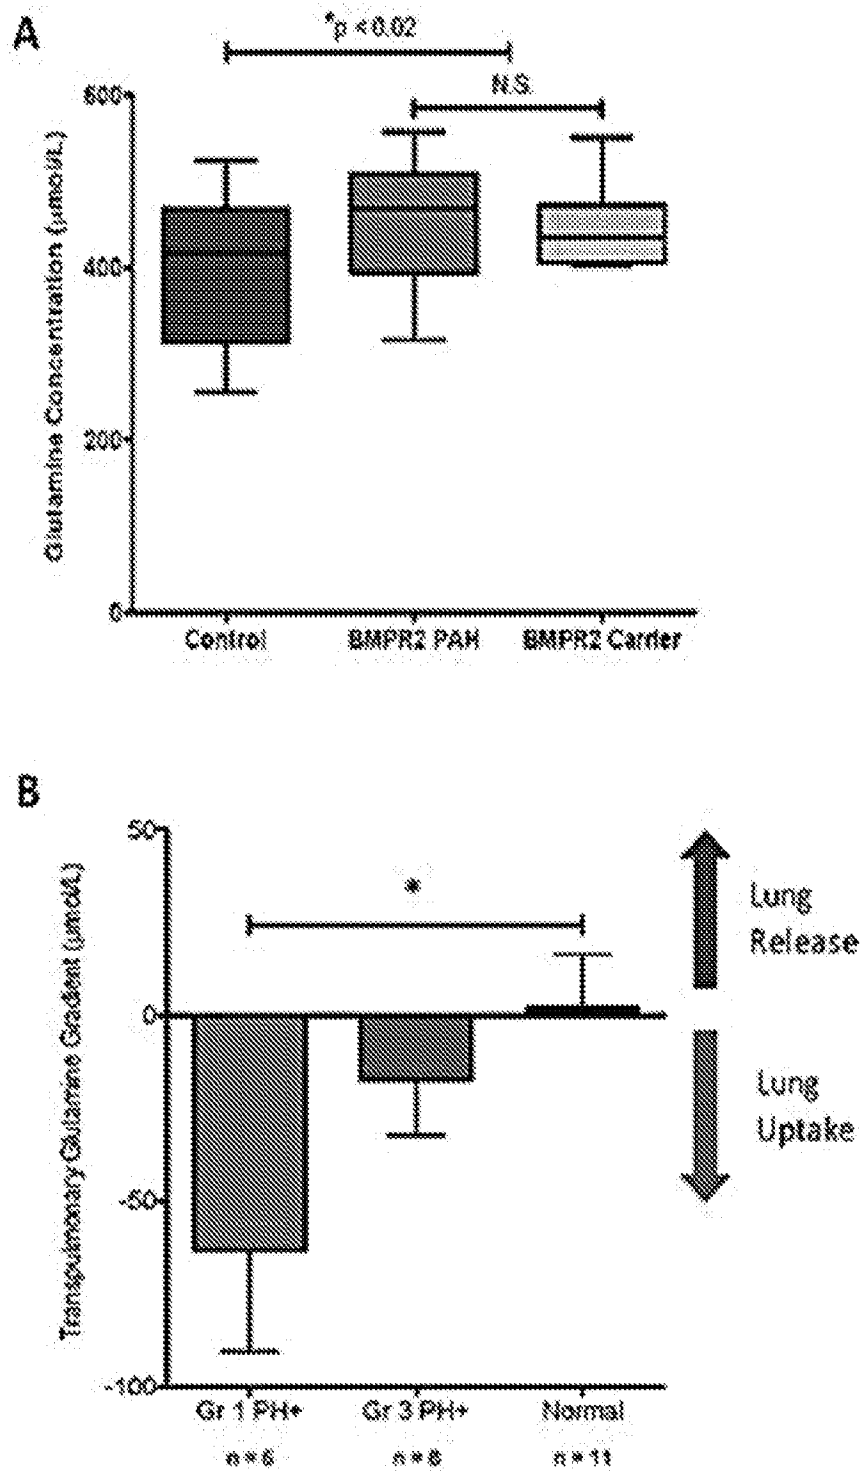 A
*p < 0.02
N.S.
600
400
200
0
Glutamine Concentration (μmol/L)
Control
BMPR2 PAH
BMPR2 Carrier
B
50
0
-50
-100
Transpulmonary Glutamine Gradient (μmol/L)
*
Lung
Release
Lung
Uptake
Gr 1 PH+
Gr 3 PH+
Normal
n = 6
n = 8
n = 11